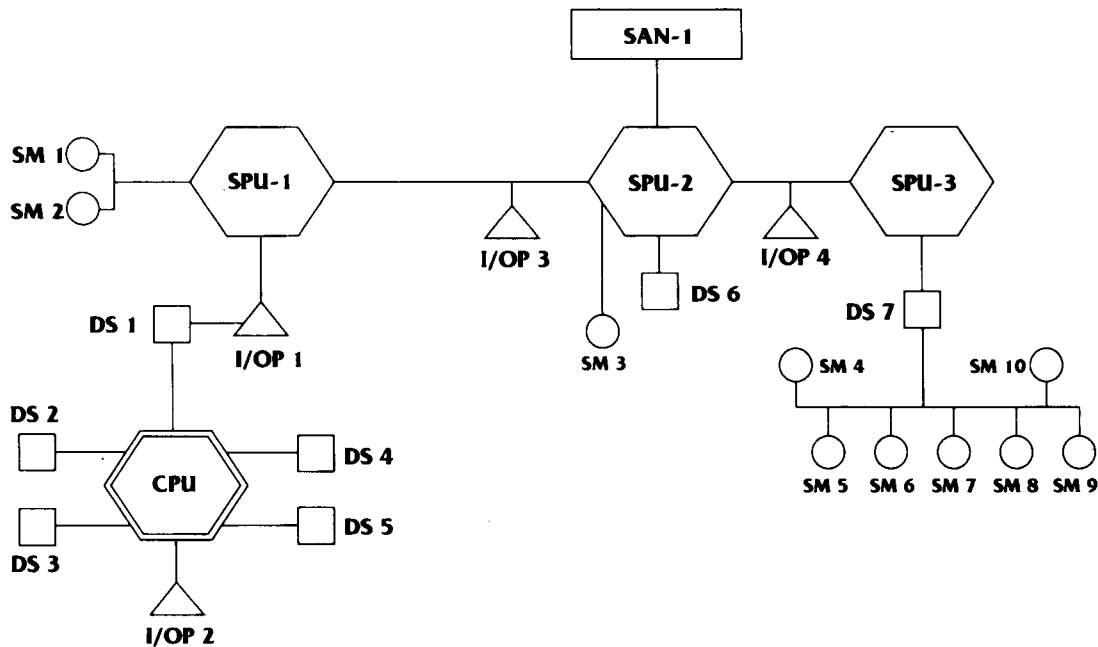 SAN-1
SM 1
SM 2
SPU-1
SPU-2
SPU-3
I/OP 3
I/OP 4
DS 6
DS 1
DS 7
I/OP 1
SM 3
SM 4
SM 10
DS 2
DS 4
CPU
SM 5
SM 6
SM 7
SM 8
SM 9
DS 5
DS 3
I/OP 2